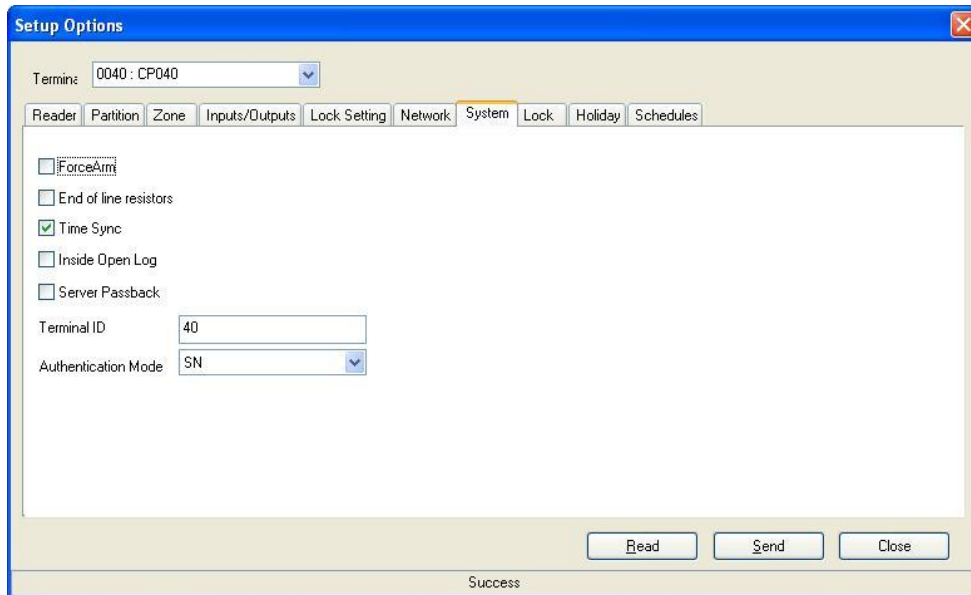 Setup Options
Termina 0040 : CP040
Reader Partition Zone Inputs/Outputs Lock Setting Network System Lock Holiday Schedules
ForceArm
End of line resistors
Time Sync
Inside Open Log
Server Passback
Terminal ID 40
Authentication Mode SN
Read Send Close
Success